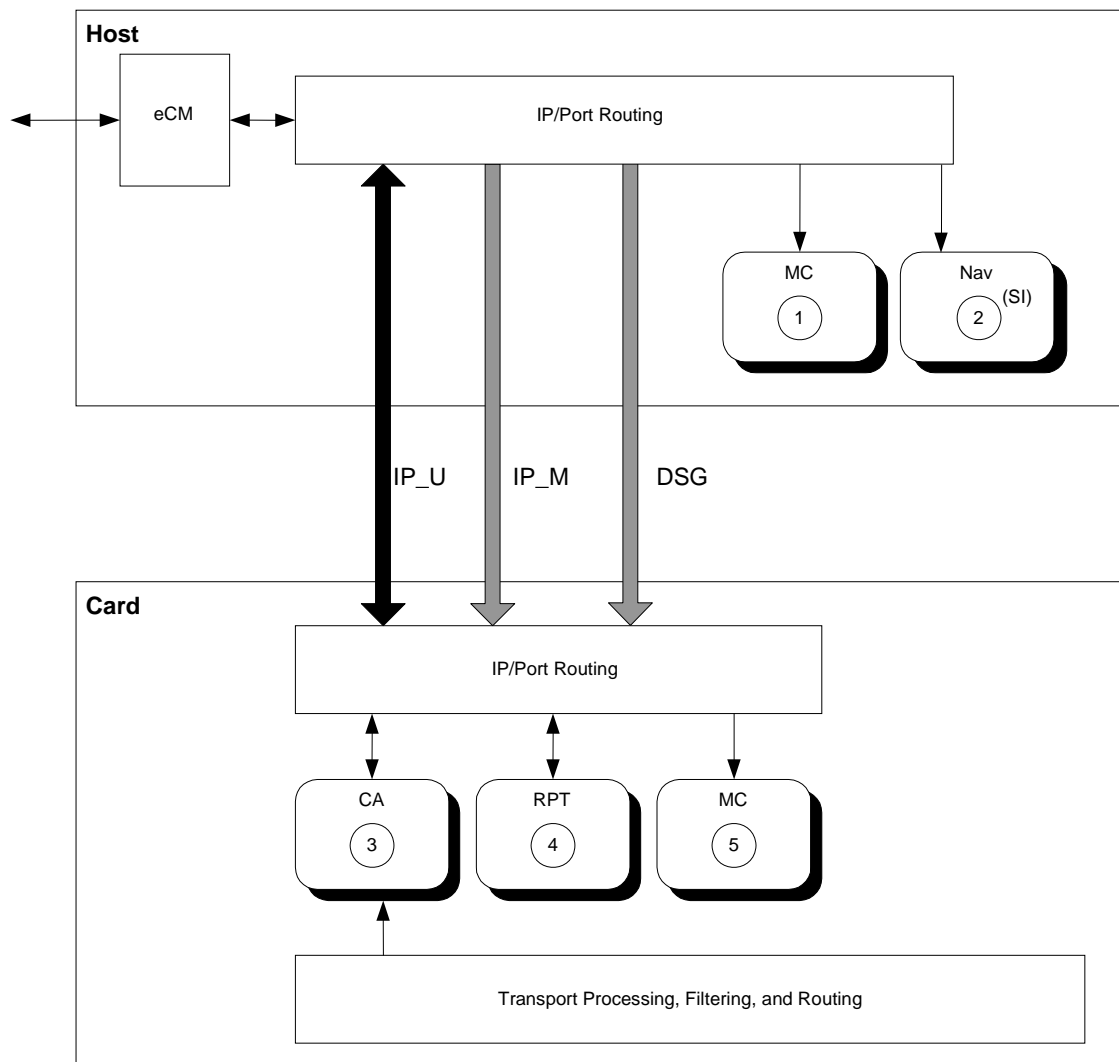 Host
eCM
IP/Port Routing
MC
1
Nav
(SI)
2
IP_U
IP_M
DSG
Card
IP/Port Routing
CA
3
RPT
4
MC
5
Transport Processing, Filtering, and Routing